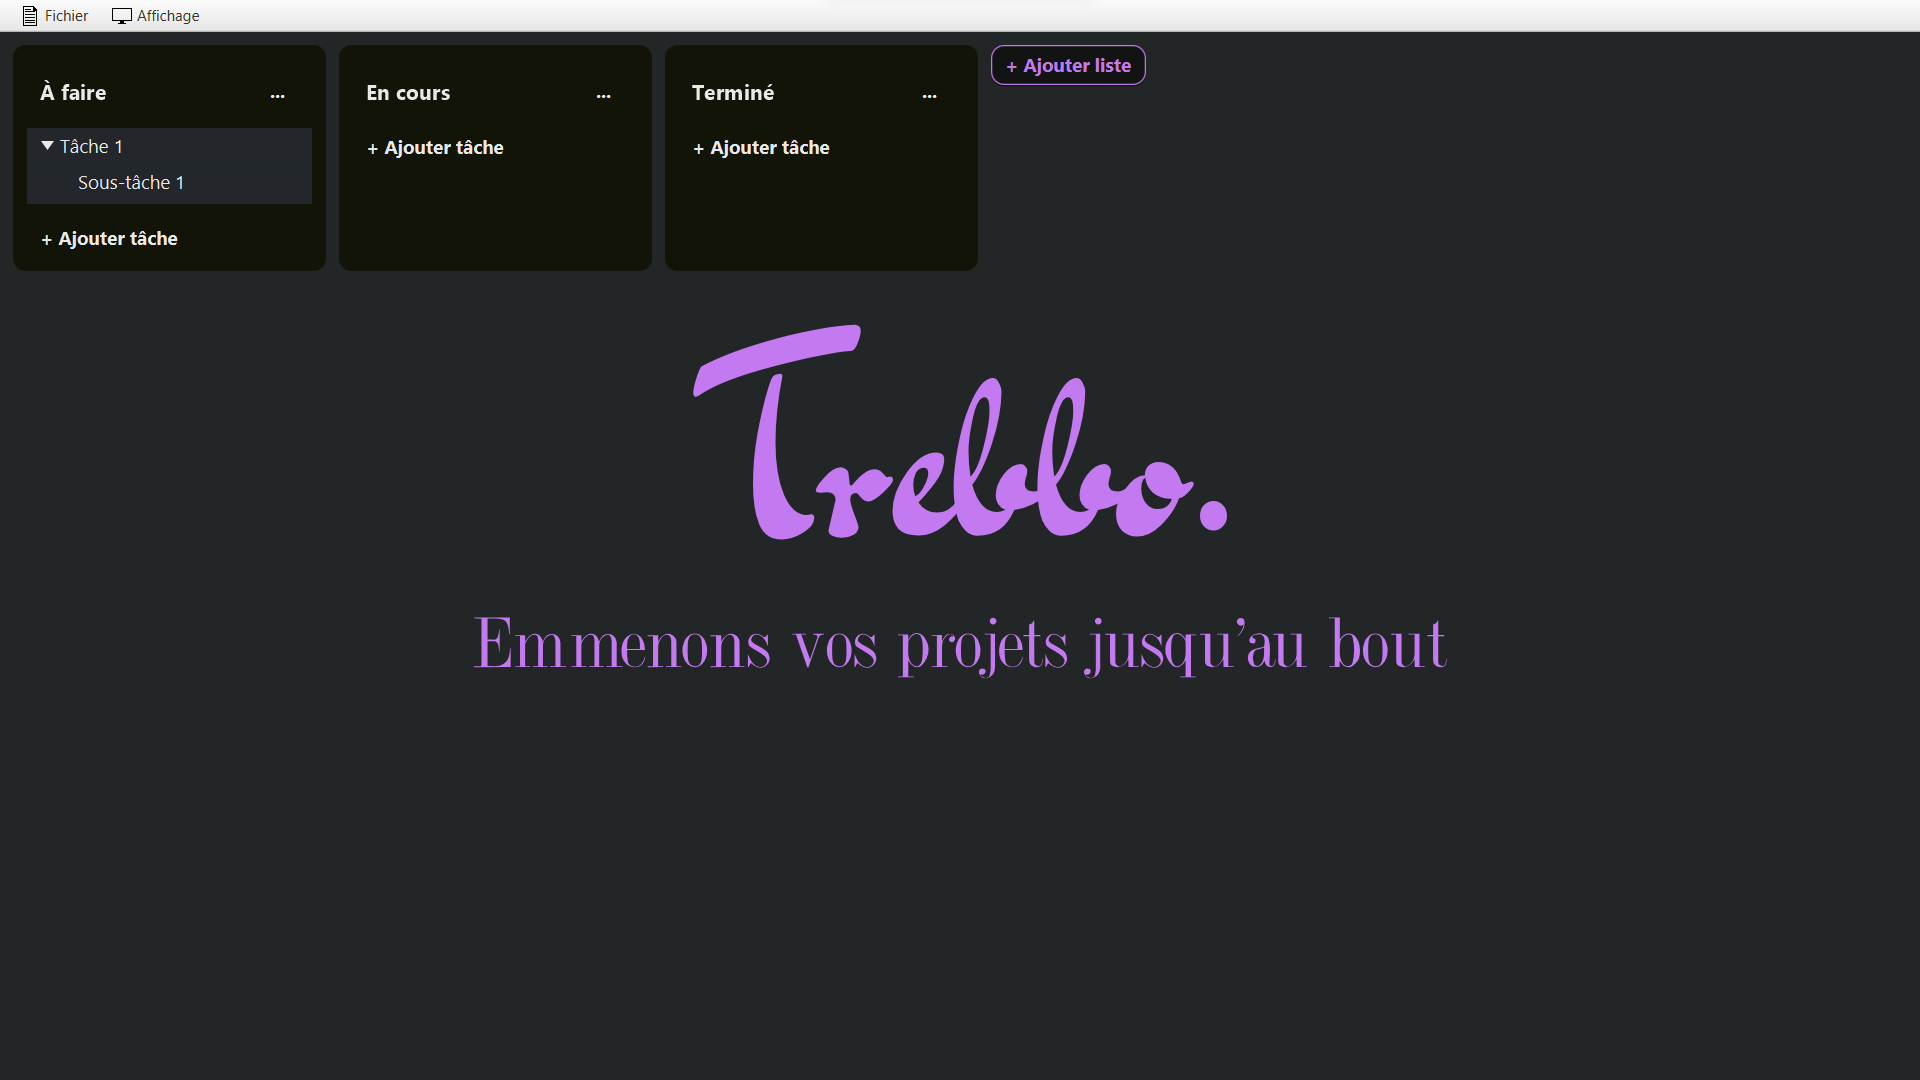 Fichier Affichage
À faire ...
Tâche 1
Sous-tâche 1
+ Ajouter tâche
En cours ...
+ Ajouter tâche
Terminé ...
+ Ajouter tâche
+ Ajouter liste
Trebbo.
Emmenons vos projets jusqu’au bout